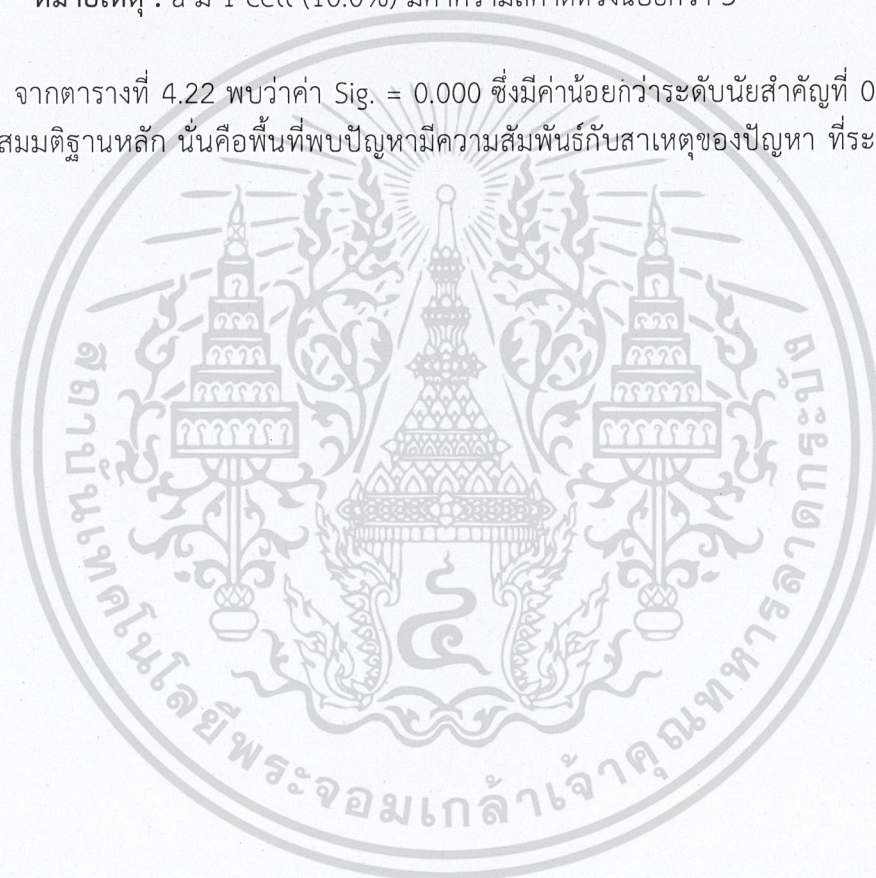 หมายเหตุ : a มี 1 cell (10.0%) มีค่าความถี่คาดหวังน้อยกว่า 5
จากตารางที่ 4.22 พบว่าค่า Sig. = 0.000 ซึ่งมีค่าน้อยกว่าระดับนัยสำคัญที่ 0
สมมติฐานหลัก นั่นคือพื้นที่พบปัญหามีความสัมพันธ์กับสาเหตุของปัญหา ที่ระ
สถาบันเทคโนโลยีพระจอมเกล้าเจ้าคุณทหารลาดกระบัง
๕